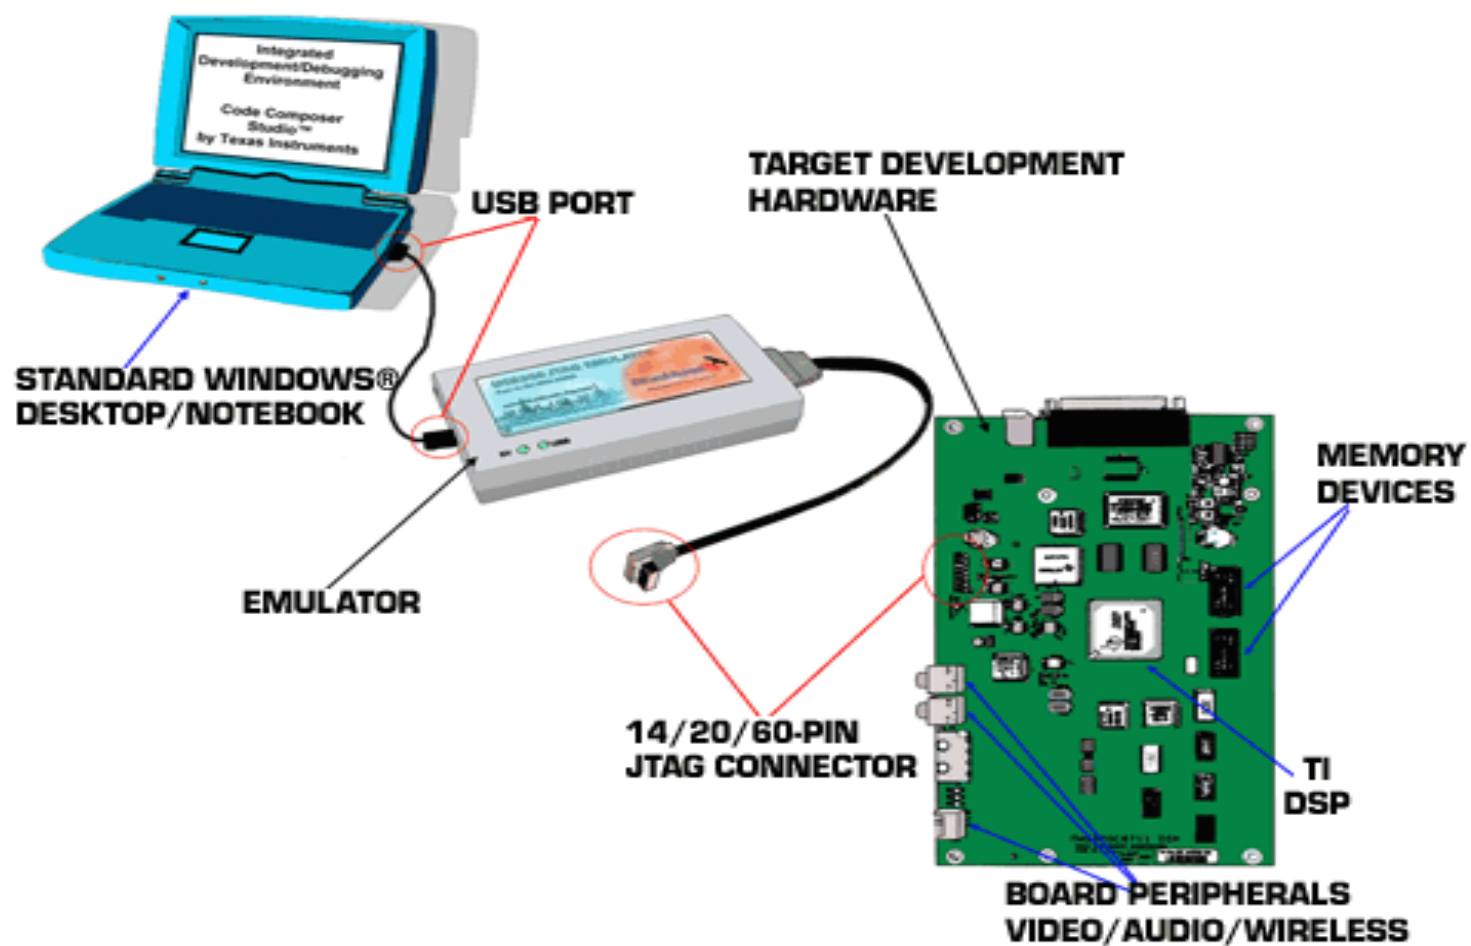 Integrated
Development/Debugging
Environment
Code Composer
Studio™
by Texas Instruments
USB PORT
TARGET DEVELOPMENT
HARDWARE
STANDARD WINDOWS®
DESKTOP/NOTEBOOK
MEMORY
DEVICES
EMULATOR
14/20/60-PIN
JTAG CONNECTOR
TI
DSP
BOARD PERIPHERALS
VIDEO/AUDIO/WIRELESS